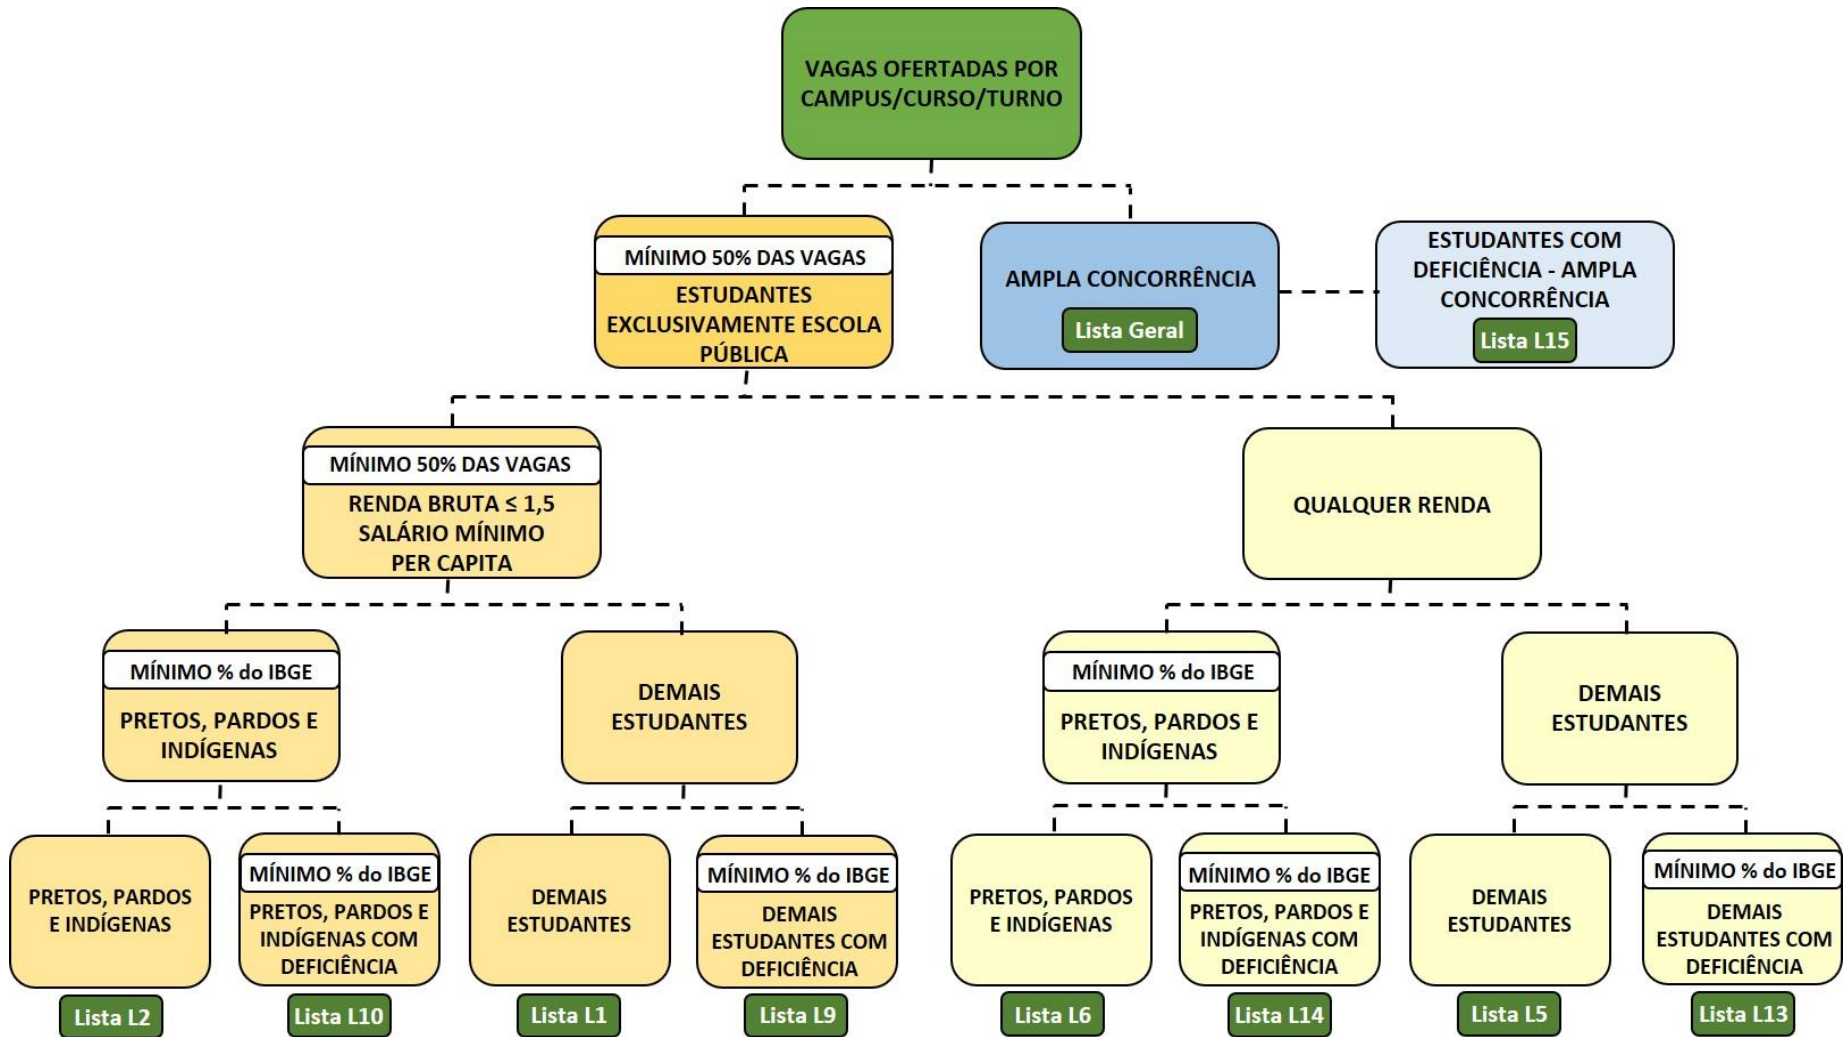 VAGAS OFERTADAS POR
CAMPUS/CURSO/TURNO
MÍNIMO 50% DAS VAGAS
ESTUDANTES
EXCLUSIVAMENTE ESCOLA
PÚBLICA
AMPLA CONCORRÊNCIA
Lista Geral
ESTUDANTES COM
DEFICIÊNCIA - AMPLA
CONCORRÊNCIA
Lista L15
MÍNIMO 50% DAS VAGAS
RENDA BRUTA ≤ 1,5
SALÁRIO MÍNIMO
PER CAPITA
QUALQUER RENDA
MÍNIMO % do IBGE
PRETOS, PARDOS E
INDÍGENAS
DEMAIS
ESTUDANTES
MÍNIMO % do IBGE
PRETOS, PARDOS E
INDÍGENAS
DEMAIS
ESTUDANTES
PRETOS, PARDOS
E INDÍGENAS
Lista L2
MÍNIMO % do IBGE
PRETOS, PARDOS E
INDÍGENAS COM
DEFICIÊNCIA
Lista L10
DEMAIS
ESTUDANTES
Lista L1
MÍNIMO % do IBGE
DEMAIS
ESTUDANTES COM
DEFICIÊNCIA
Lista L9
PRETOS, PARDOS
E INDÍGENAS
Lista L6
MÍNIMO % do IBGE
PRETOS, PARDOS E
INDÍGENAS COM
DEFICIÊNCIA
Lista L14
DEMAIS
ESTUDANTES
Lista L5
MÍNIMO % do IBGE
DEMAIS
ESTUDANTES COM
DEFICIÊNCIA
Lista L13